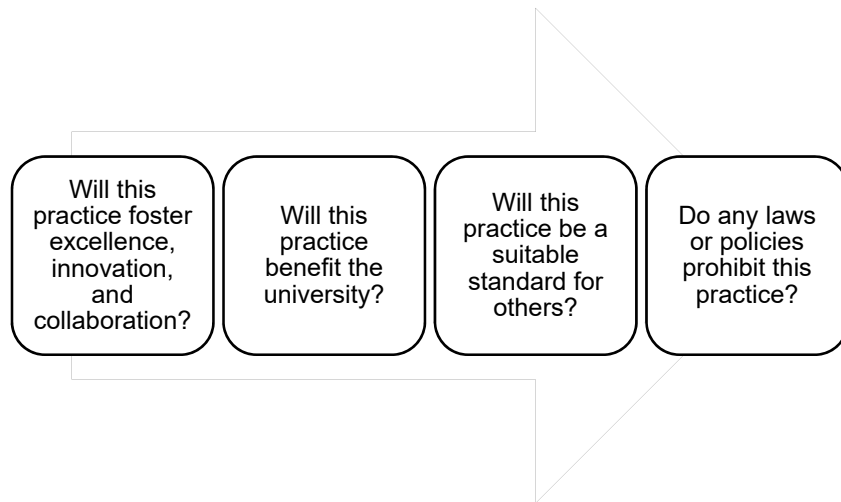 Will this
practice foster
excellence,
innovation,
and
collaboration?
Will this
practice
benefit the
university?
Will this
practice be a
suitable
standard for
others?
Do any laws
or policies
prohibit this
practice?